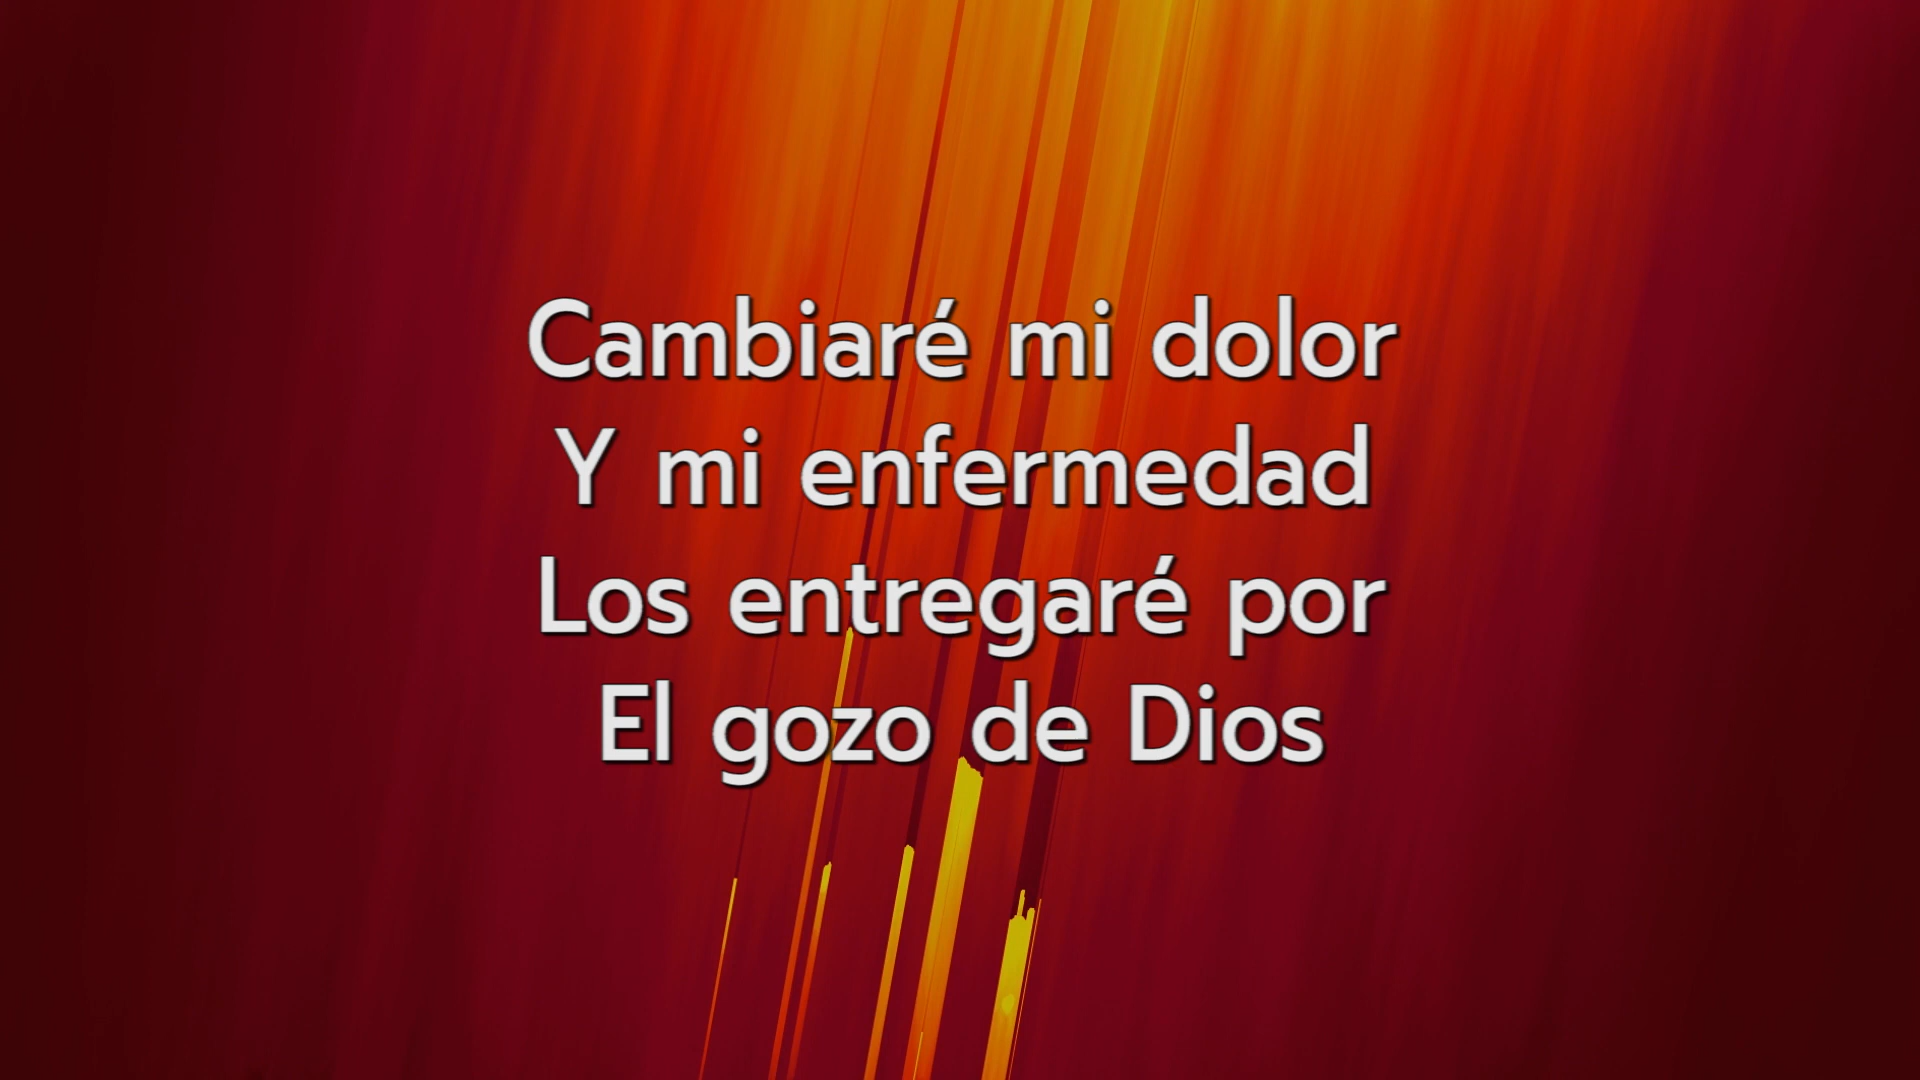 Cambiaré mi dolor
Y mi enfermedad
Los entregaré por
El gozo de Dios